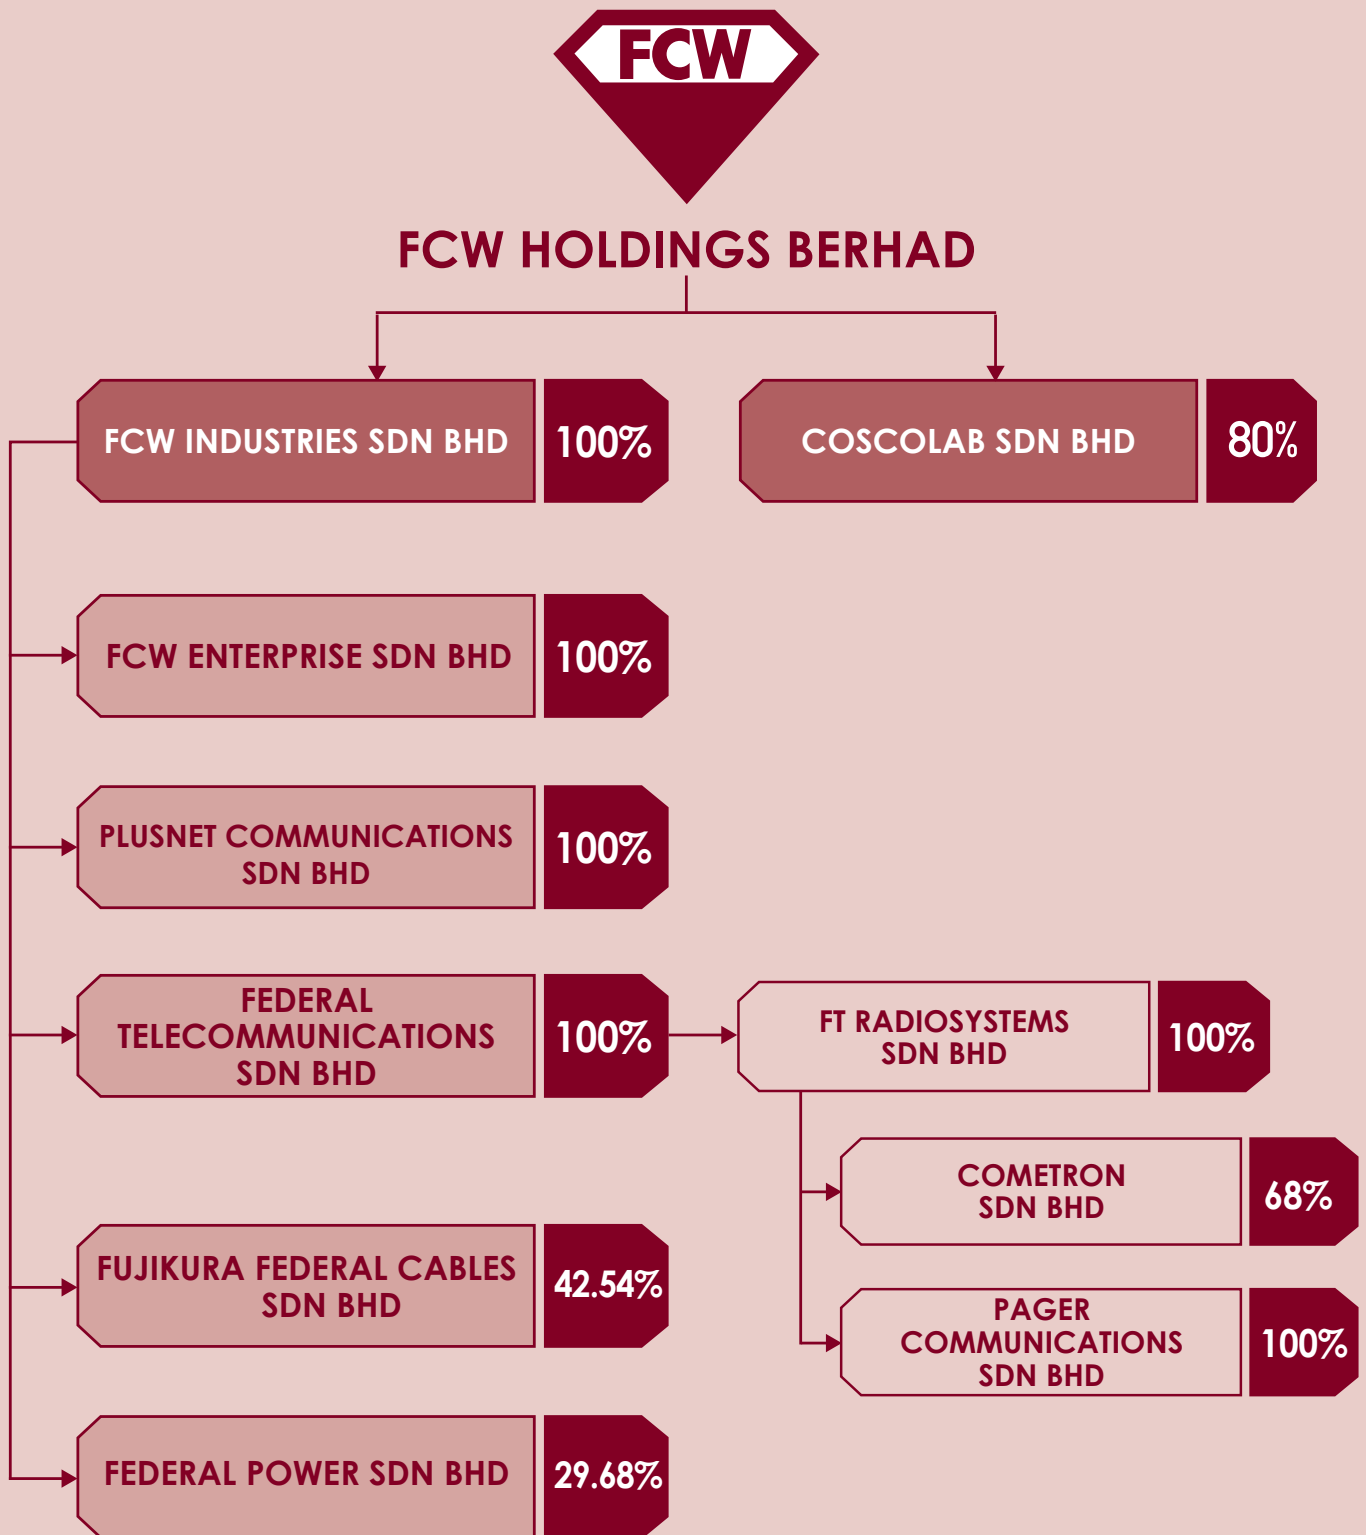 FCW
FCW HOLDINGS BERHAD
FCW INDUSTRIES SDN BHD
100%
COSCOLAB SDN BHD
80%
FCW ENTERPRISE SDN BHD
100%
PLUSNET COMMUNICATIONS
SDN BHD
100%
FEDERAL
TELECOMMUNICATIONS
SDN BHD
100%
FT RADIOSYSTEMS
SDN BHD
100%
COMETRON
SDN BHD
68%
FUJIKURA FEDERAL CABLES
SDN BHD
42.54%
PAGER
COMMUNICATIONS
SDN BHD
100%
FEDERAL POWER SDN BHD
29.68%